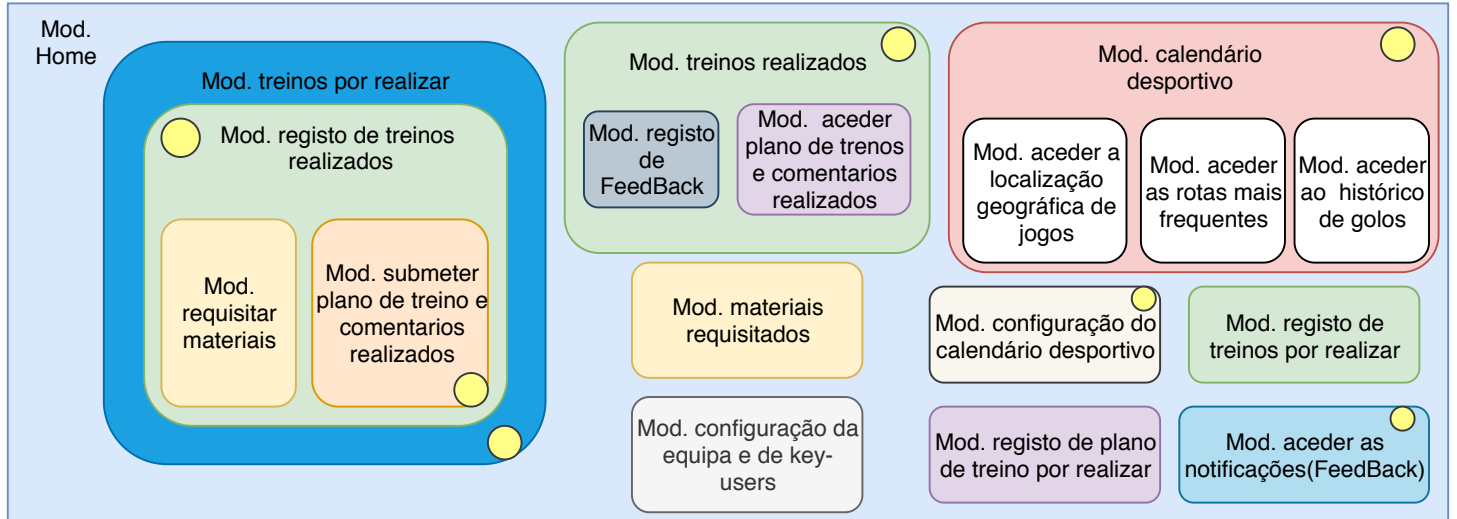 Mod.
Home
Mod. treinos por realizar
Mod. registo de treinos
realizados
Mod.
requisitar
materiais
Mod. submeter
plano de treino e
comentarios
realizados
Mod. treinos realizados
Mod. registo
de
FeedBack
Mod. aceder
plano de trenos
e comentarios
realizados
Mod. calendário
desportivo
Mod. aceder a
localização
geográfica de
jogos
Mod. aceder
as rotas mais
frequentes
Mod. aceder
ao histórico
de golos
Mod. materiais
requisitados
Mod. configuração do
calendário desportivo
Mod. registo de
treinos por realizar
Mod. configuração da
equipa e de key-
users
Mod. registo de plano
de treino por realizar
Mod. aceder as
notificações(FeedBack)